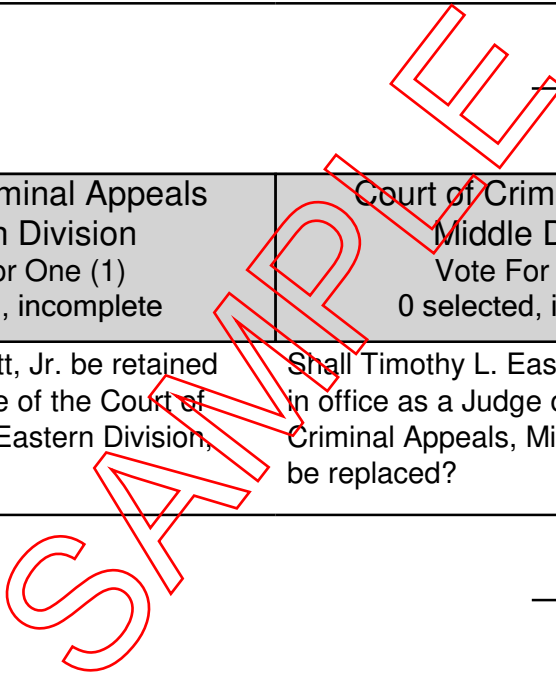 minal Appeals
n Division
or One (1)
, incomplete
tt, Jr. be retained
e of the Court of
Eastern Division,
Court of Crim
Middle D
Vote For
0 selected, i
Shall Timothy L. Eas
in office as a Judge o
Criminal Appeals, Mi
be replaced?
SAMPLE